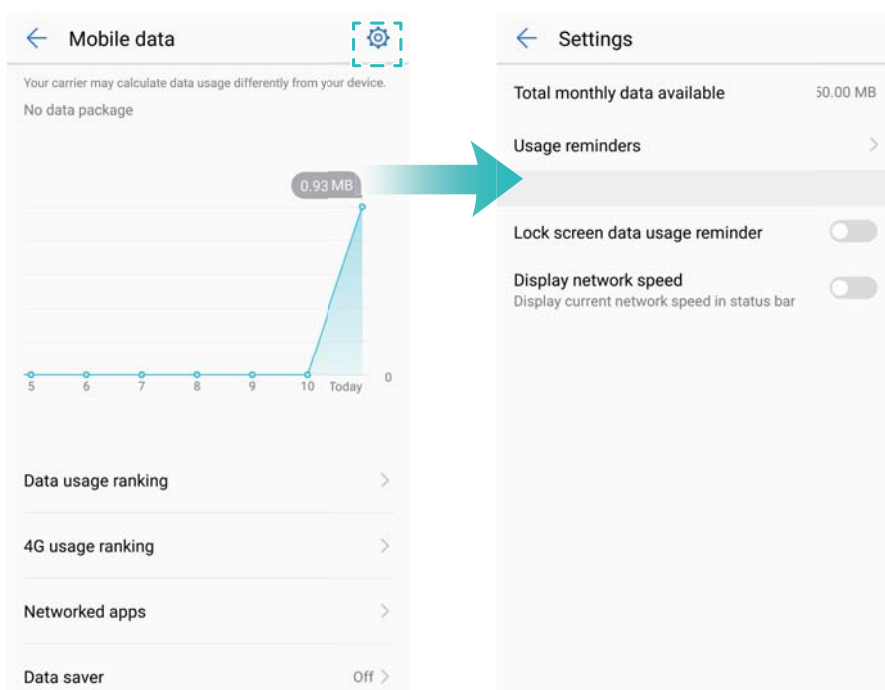 Mobile data
Your carrier may calculate data usage differently from your device.
No data package
0.93 MB
0
5 6 7 8 9 10 Today
Data usage ranking
4G usage ranking
Networked apps
Data saver Off
Settings
Total monthly data available 50.00 MB
Usage reminders
Lock screen data usage reminder
Display network speed
Display current network speed in status bar